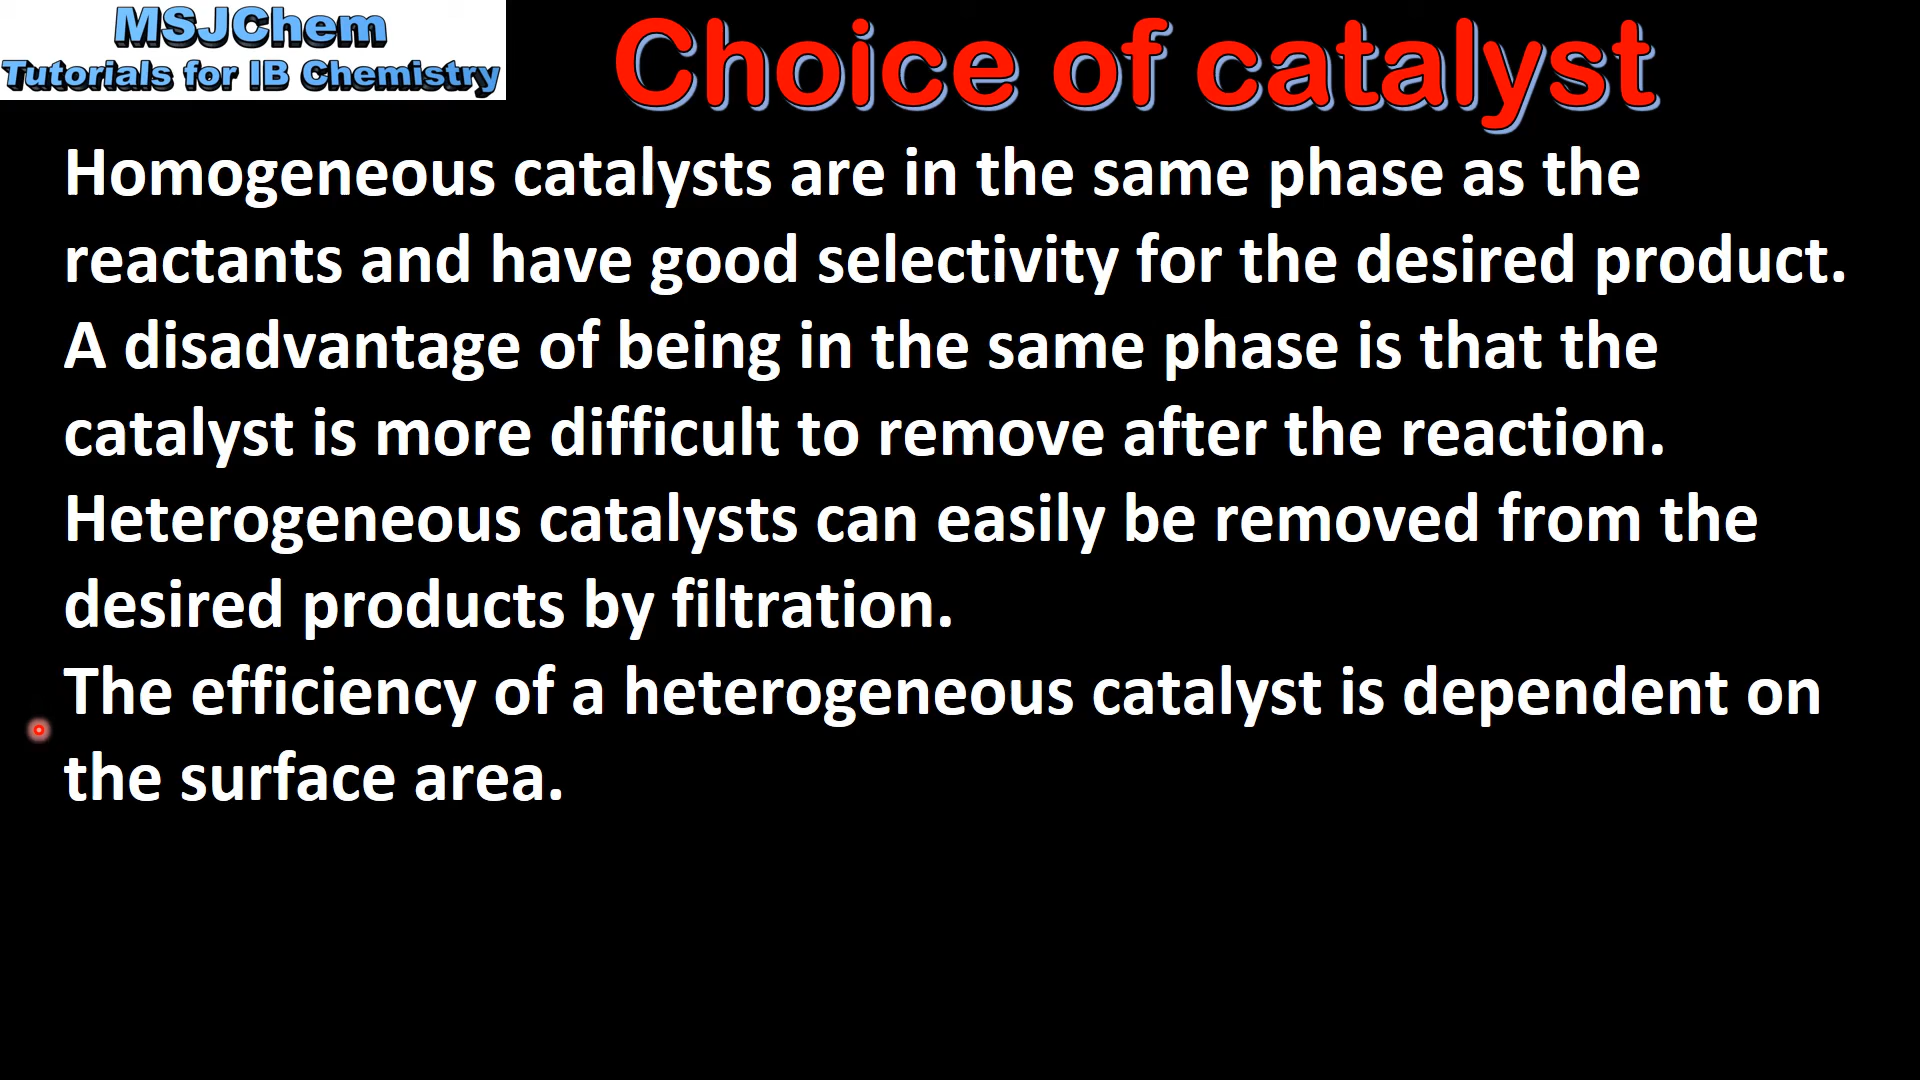 MSJChem
Tutorials for IB Chemistry
Choice of catalyst
Homogeneous catalysts are in the same phase as the
reactants and have good selectivity for the desired product.
A disadvantage of being in the same phase is that the
catalyst is more difficult to remove after the reaction.
Heterogeneous catalysts can easily be removed from the
desired products by filtration.
The efficiency of a heterogeneous catalyst is dependent on
the surface area.